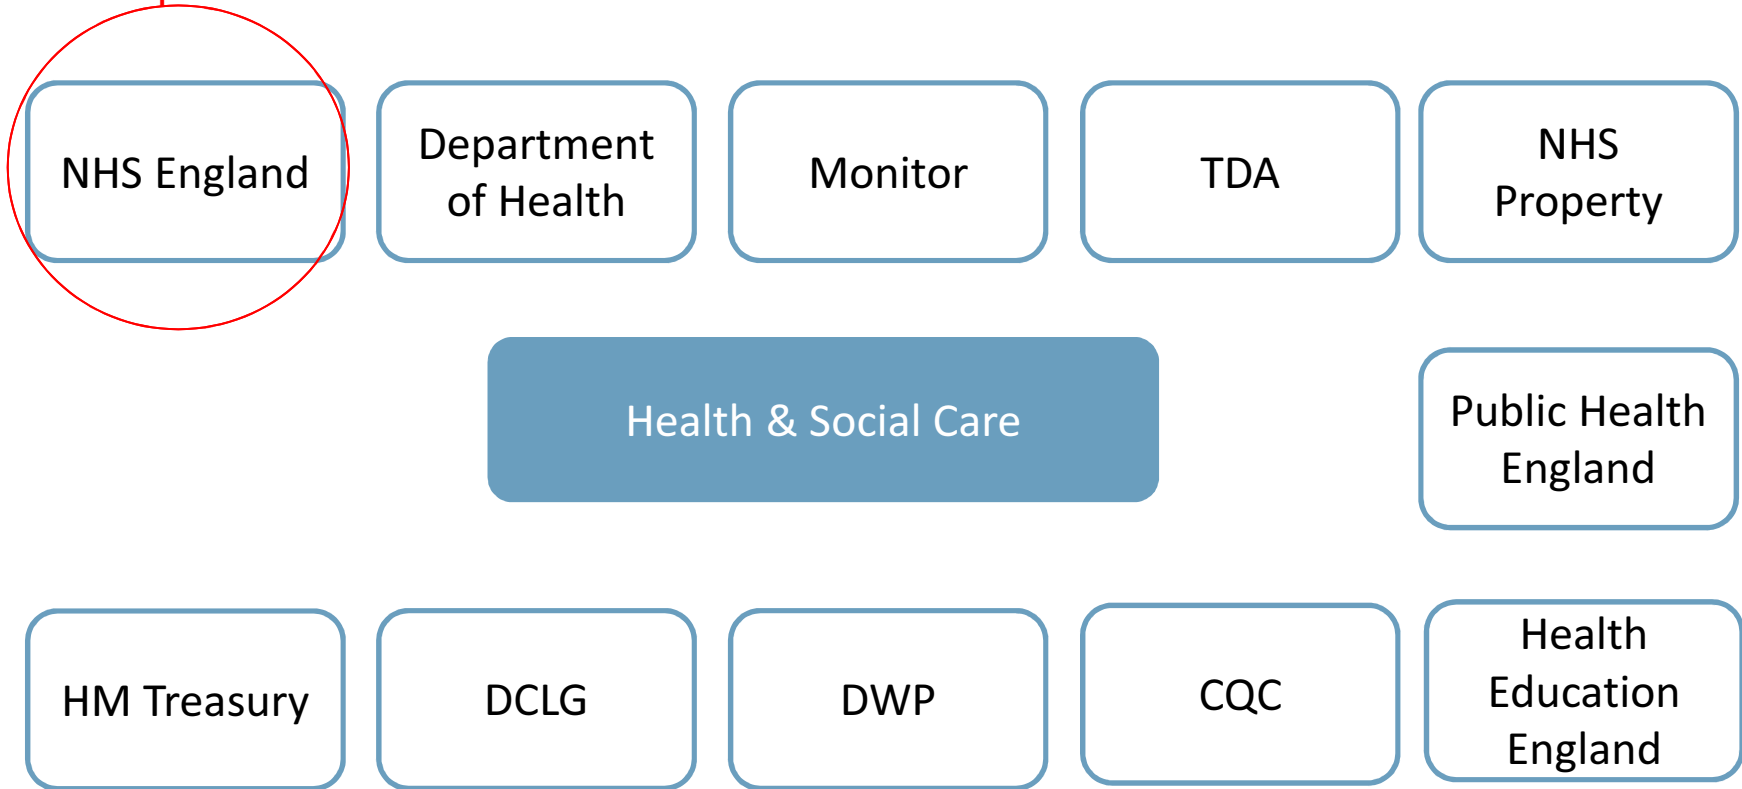 NHS England
Department
of Health
Monitor
TDA
NHS
Property
Health & Social Care
Public Health
England
HM Treasury
DCLG
DWP
CQC
Health
Education
England